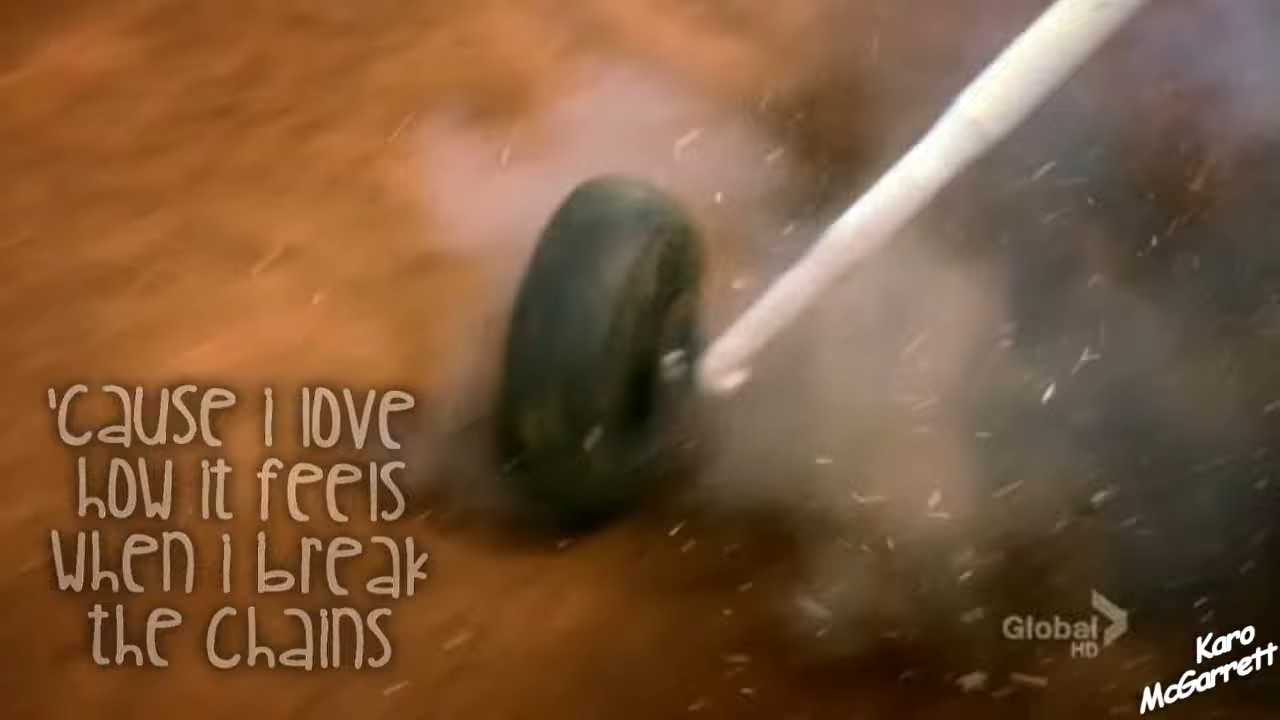 'Cause i love
how it feels
when i break
the chains
Global
HD
Karo
McGarrett